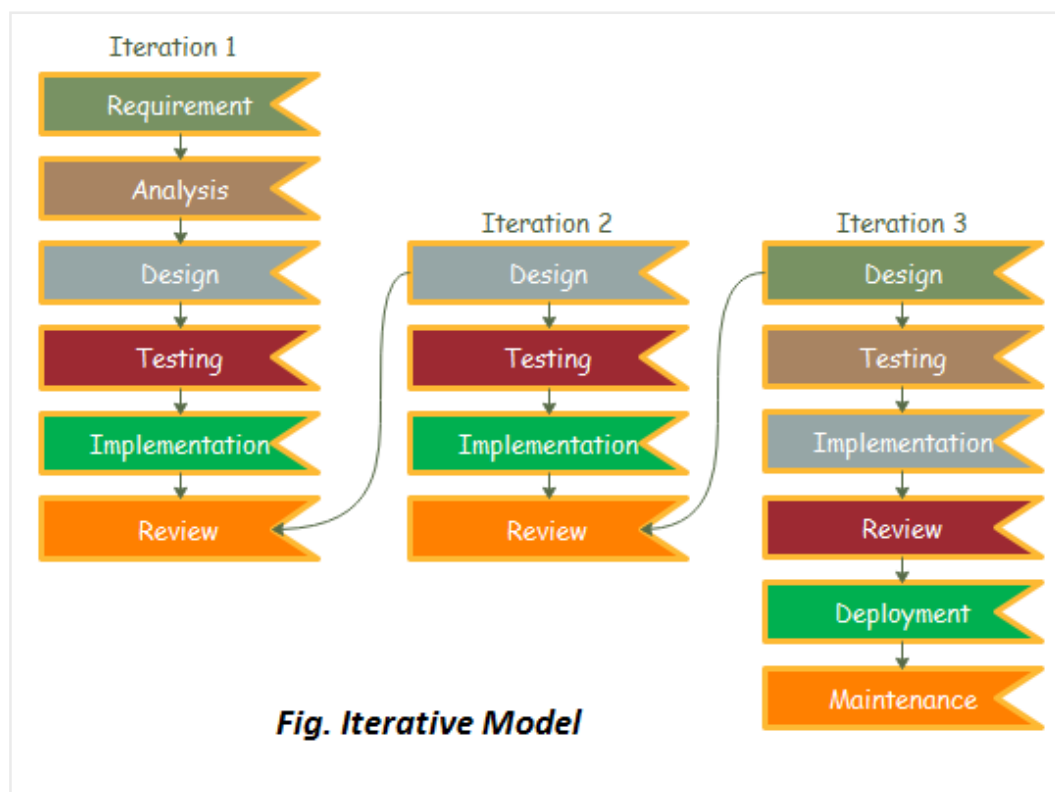 Iteration 1
Requirement
Analysis
Design
Testing
Implementation
Review
Iteration 2
Design
Testing
Implementation
Review
Iteration 3
Design
Testing
Implementation
Review
Deployment
Maintenance
Fig. Iterative Model